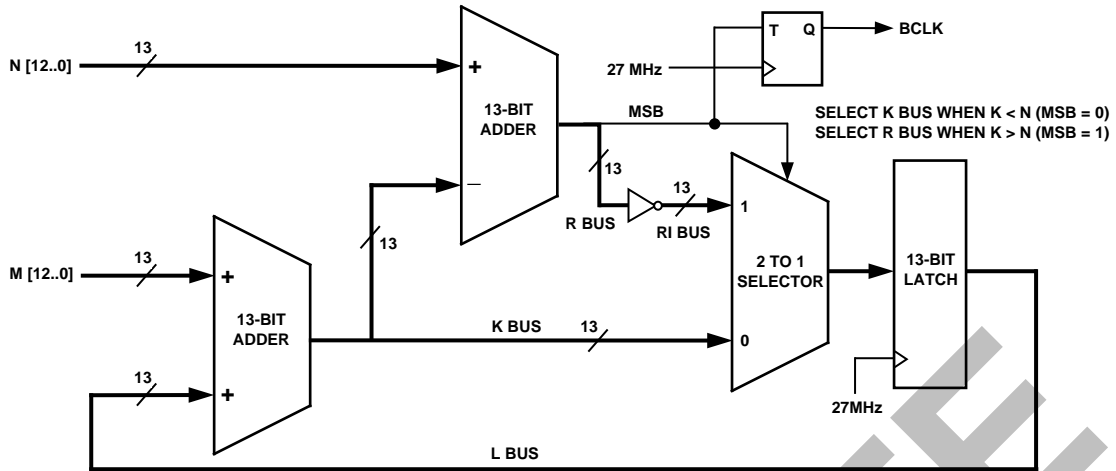 N [12..0]
13
+
13-BIT
ADDER
–
T Q
BCLK
27 MHz
MSB
SELECT K BUS WHEN K < N (MSB = 0)
SELECT R BUS WHEN K > N (MSB = 1)
13
R BUS
13
RI BUS
1
2 TO 1
SELECTOR
0
13-BIT
LATCH
27MHz
13
M [12..0]
13
+
13-BIT
ADDER
K BUS
13
13
+
L BUS